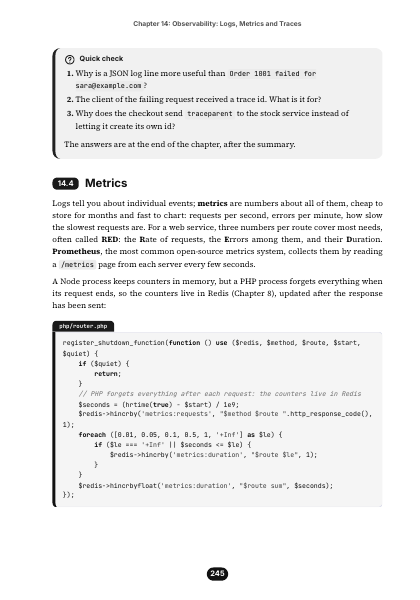 Chapter 14: Observability: Logs, Metrics and Traces
Quick check
1. Why is a JSON log line more useful than Order 1001 failed for
sara@example.com?
2. The client of the failing request received a trace id. What is it for?
3. Why does the checkout send traceparent to the stock service instead of
letting it create its own id?
The answers are at the end of the chapter, after the summary.
14.4 Metrics
Logs tell you about individual events; metrics are numbers about all of them, cheap to
store for months and fast to chart: requests per second, errors per minute, how slow
the slowest requests are. For a web service, three numbers per route cover most needs,
often called RED: the Rate of requests, the Errors among them, and their Duration.
Prometheus, the most common open-source metrics system, collects them by reading
a /metrics page from each server every few seconds.
A Node process keeps counters in memory, but a PHP process forgets everything when
its request ends, so the counters live in Redis (Chapter 8), updated after the response
has been sent:
php/router.php
register_shutdown_function(function () use ($redis, $method, $route, $start,
$quiet) {
    if ($quiet) {
        return;
    }
    // PHP forgets everything after each request: the counters live in Redis
    $seconds = (hrtime(true) - $start) / 1e9;
    $redis->hincrby('metrics:requests', "$method $route ".http_response_code(),
1);
    foreach ([0.01, 0.05, 0.1, 0.5, 1, '+Inf'] as $le) {
        if ($le === '+Inf' || $seconds <= $le) {
            $redis->hincrby('metrics:duration', "$route $le", 1);
        }
    }
    $redis->hincrbyfloat('metrics:duration', "$route sum", $seconds);
});
245